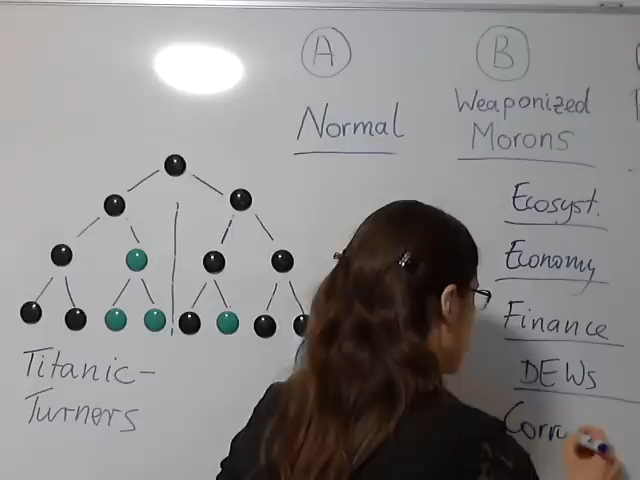 A
B
Normal
Weaponized
Morons
Ecosyst.
Economy
Finance
DEWs
Titanic-
Turners